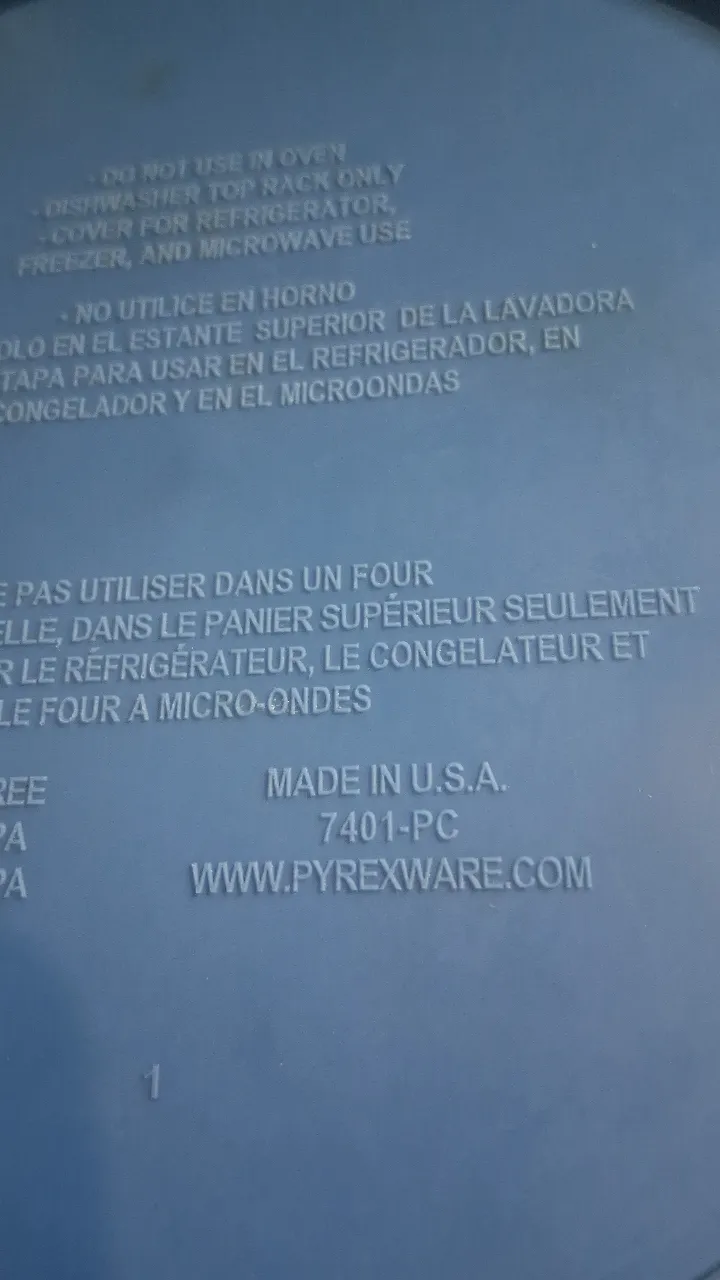 · DO NOT USE IN OVEN
· DISHWASHER TOP RACK ONLY
· COVER FOR REFRIGERATOR,
FREEZER, AND MICROWAVE USE
· NO UTILICE EN HORNO
OLO EN EL ESTANTE SUPERIOR DE LA LAVADORA
TAPA PARA USAR EN EL REFRIGERADOR, EN
CONGELADOR Y EN EL MICROONDAS
E PAS UTILISER DANS UN FOUR
ELLE, DANS LE PANIER SUPÉRIEUR SEULEMENT
R LE RÉFRIGÉRATEUR, LE CONGELATEUR ET
LE FOUR A MICRO-ONDES
REE
PA
PA
MADE IN U.S.A.
7401-PC
WWW.PYREXWARE.COM
1